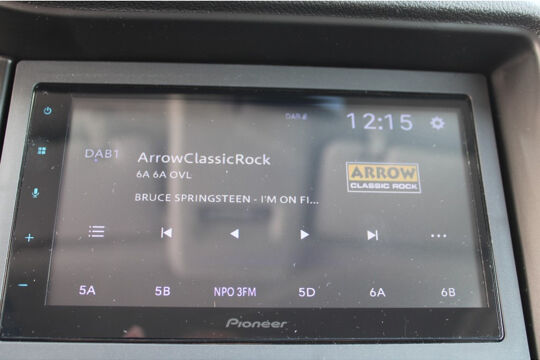 DAB
12:15
DAB1
ArrowClassicRock
6A 6A OVL
BRUCE SPRINGSTEEN - I'M ON FI...
ARROW
CLASSIC ROCK
5A 5B NPO 3FM 5D 6A 6B
Pioneer